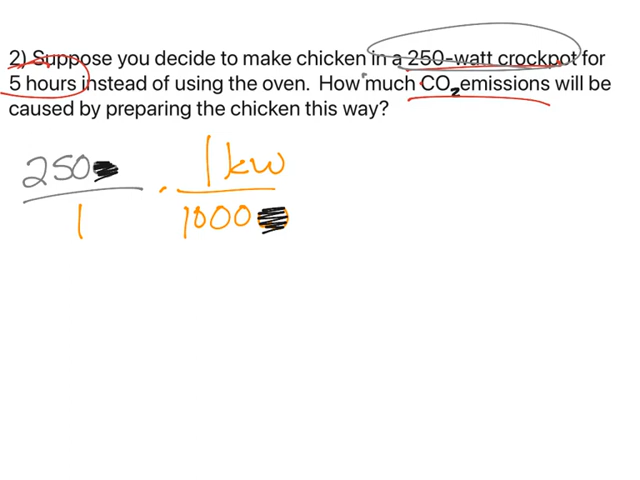 2) Suppose you decide to make chicken in a 250-watt crockpot for
5 hours instead of using the oven. How much CO2 emissions will be
caused by preparing the chicken this way?
250 · 1 kw
1 1000